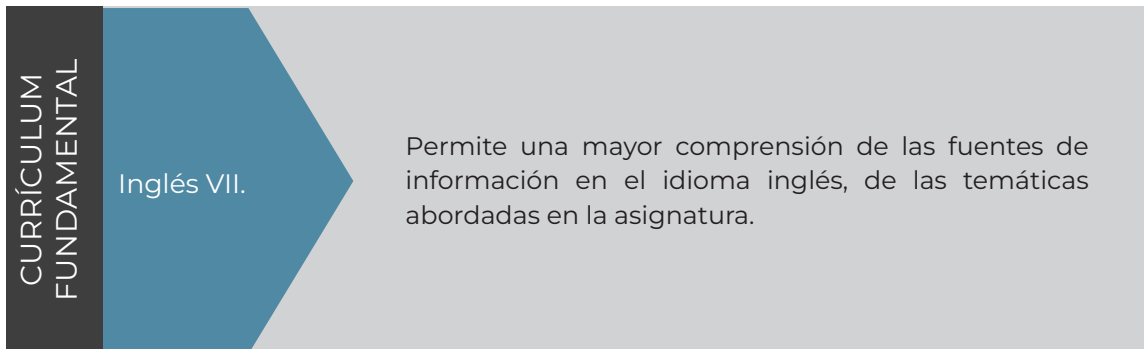 CURRÍCULUM
FUNDAMENTAL
Inglés VII.
Permite una mayor comprensión de las fuentes de
información en el idioma inglés, de las temáticas
abordadas en la asignatura.